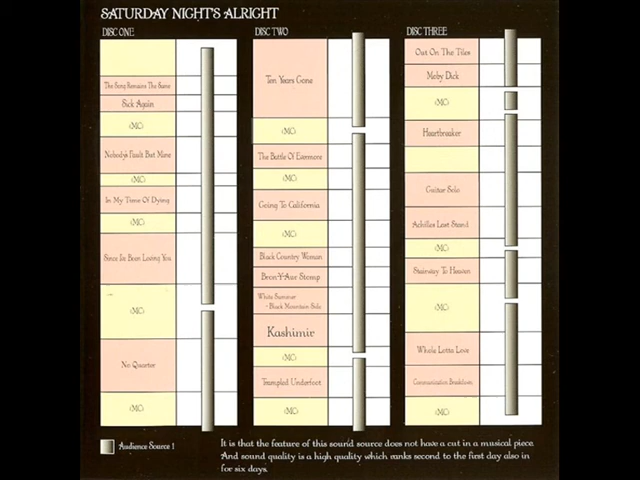 SATURDAY NIGHT'S ALRIGHT
DISC ONE
The Song Remains The Same
Sick Again
(MC)
Nobody's Fault But Mine
(MC)
In My Time Of Dying
(MC)
Since I've Been Loving You
(MC)
No Quarter
(MC)
DISC TWO
Ten Years Gone
(MC)
The Battle Of Evermore
(MC)
Going To California
(MC)
Black Country Woman
Bron-Y-Aur Stomp
White Summer
- Black Mountain Side
Kashimir
(MC)
Trampled Underfoot
(MC)
DISC THREE
Out On The Tiles
Moby Dick
(MC)
Heartbreaker
Guitar Solo
Achilles Last Stand
(MC)
Stairway To Heaven
(MC)
Whole Lotta Love
Communication Breakdown
(MC)
Audience Source 1
It is that the feature of this sound source does not have a cut in a musical piece.
And sound quality is a high quality which ranks second to the first day also in
for six days.